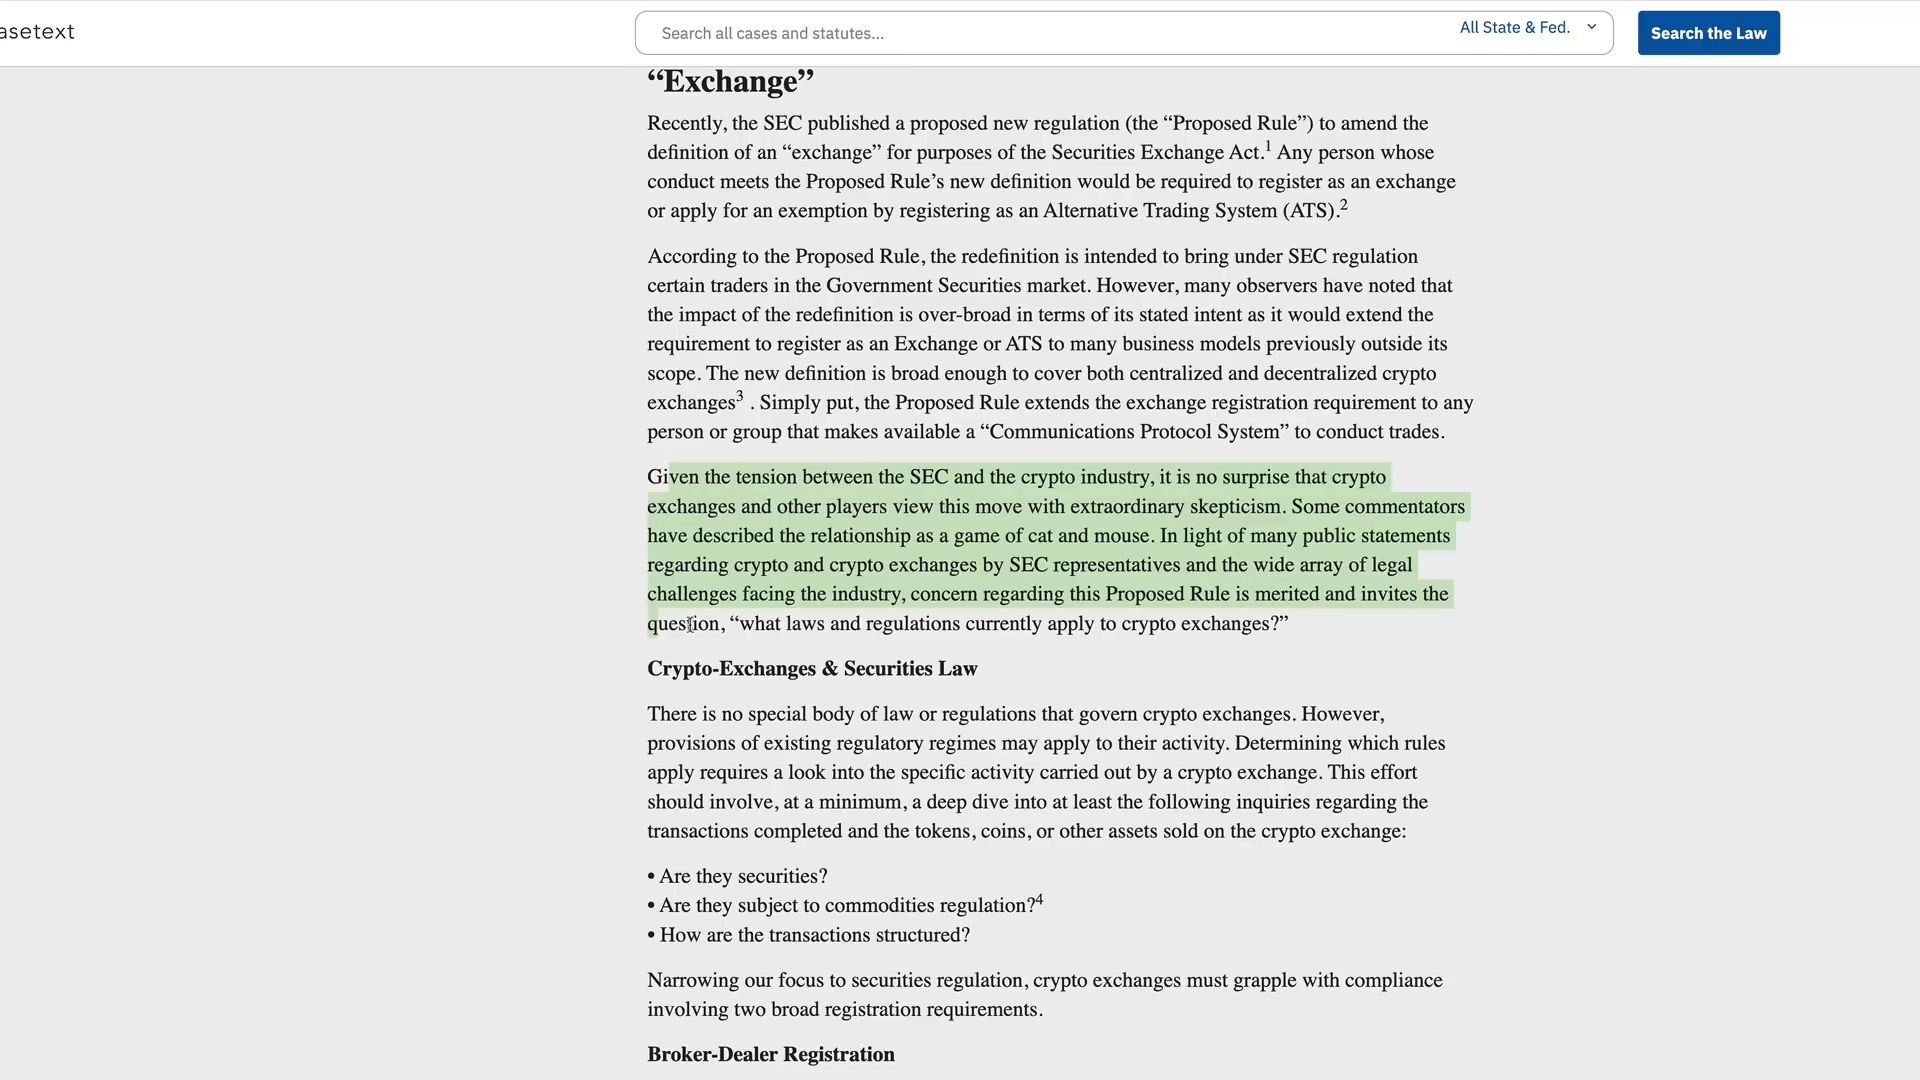 asetext
Search all cases and statutes...
All State & Fed.
Search the Law
“Exchange”
Recently, the SEC published a proposed new regulation (the “Proposed Rule”) to amend the
definition of an “exchange” for purposes of the Securities Exchange Act.1 Any person whose
conduct meets the Proposed Rule’s new definition would be required to register as an exchange
or apply for an exemption by registering as an Alternative Trading System (ATS).2
According to the Proposed Rule, the redefinition is intended to bring under SEC regulation
certain traders in the Government Securities market. However, many observers have noted that
the impact of the redefinition is over-broad in terms of its stated intent as it would extend the
requirement to register as an Exchange or ATS to many business models previously outside its
scope. The new definition is broad enough to cover both centralized and decentralized crypto
exchanges3 . Simply put, the Proposed Rule extends the exchange registration requirement to any
person or group that makes available a “Communications Protocol System” to conduct trades.
Given the tension between the SEC and the crypto industry, it is no surprise that crypto
exchanges and other players view this move with extraordinary skepticism. Some commentators
have described the relationship as a game of cat and mouse. In light of many public statements
regarding crypto and crypto exchanges by SEC representatives and the wide array of legal
challenges facing the industry, concern regarding this Proposed Rule is merited and invites the
question, “what laws and regulations currently apply to crypto exchanges?”
Crypto-Exchanges & Securities Law
There is no special body of law or regulations that govern crypto exchanges. However,
provisions of existing regulatory regimes may apply to their activity. Determining which rules
apply requires a look into the specific activity carried out by a crypto exchange. This effort
should involve, at a minimum, a deep dive into at least the following inquiries regarding the
transactions completed and the tokens, coins, or other assets sold on the crypto exchange:
• Are they securities?
• Are they subject to commodities regulation?4
• How are the transactions structured?
Narrowing our focus to securities regulation, crypto exchanges must grapple with compliance
involving two broad registration requirements.
Broker-Dealer Registration